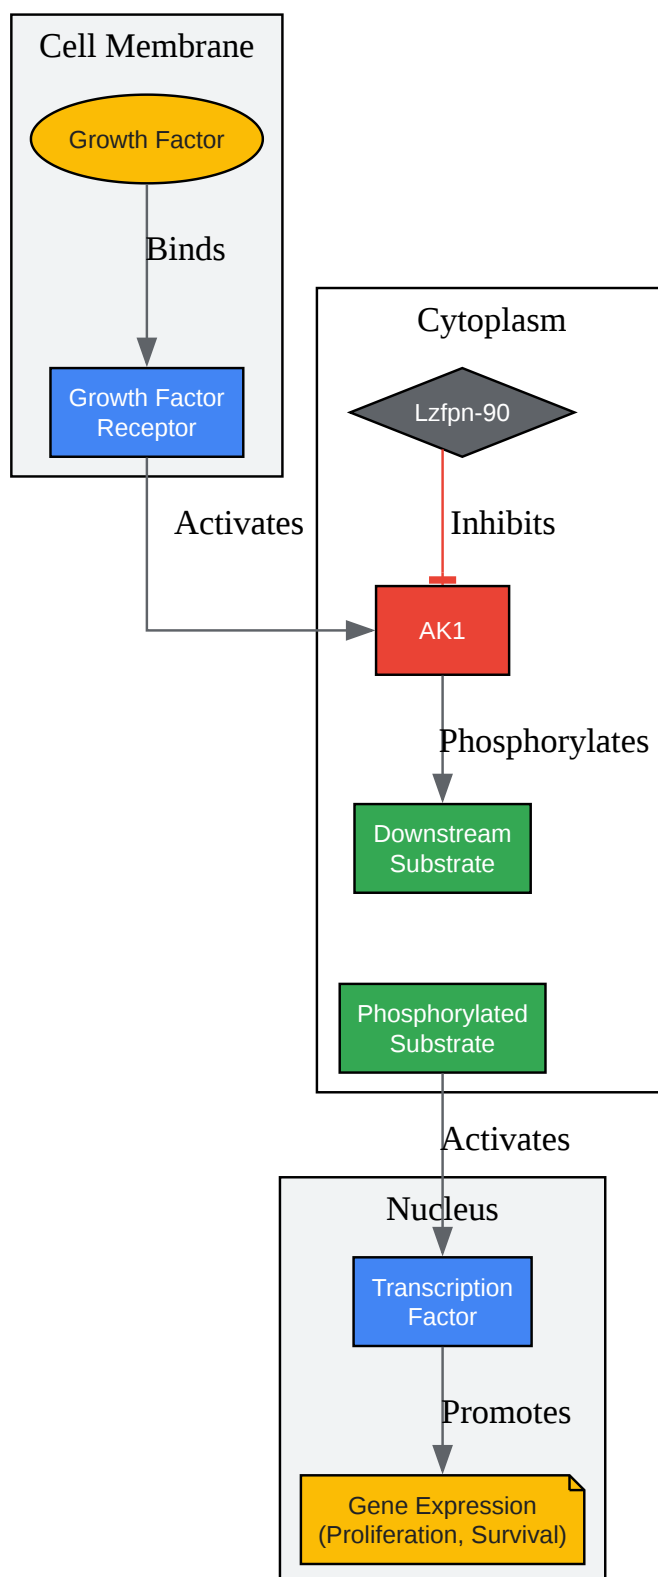 Cell Membrane
Growth Factor
Binds
Growth Factor
Receptor
Activates
Cytoplasm
Lzfpn-90
Inhibits
AK1
Phosphorylates
Downstream
Substrate
Phosphorylated
Substrate
Activates
Nucleus
Transcription
Factor
Promotes
Gene Expression
(Proliferation, Survival)